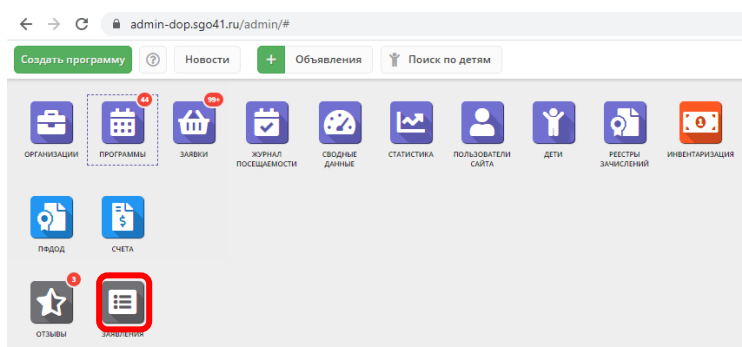 admin-dop.sgo41.ru/admin/#
Создать программу ? Новости + Объявления Поиск по детям
44 99+
ОРГАНИЗАЦИИ ПРОГРАММЫ ЗАЯВКИ ЖУРНАЛ ПОСЕЩАЕМОСТИ СВОДНЫЕ ДАННЫЕ СТАТИСТИКА ПОЛЬЗОВАТЕЛИ САЙТА ДЕТИ РЕЕСТРЫ ЗАЧИСЛЕНИЙ ИНВЕНТАРИЗАЦИЯ
ПФДОД СЧЕТА
3
ОТЗЫВЫ ЗАЯВЛЕНИЯ